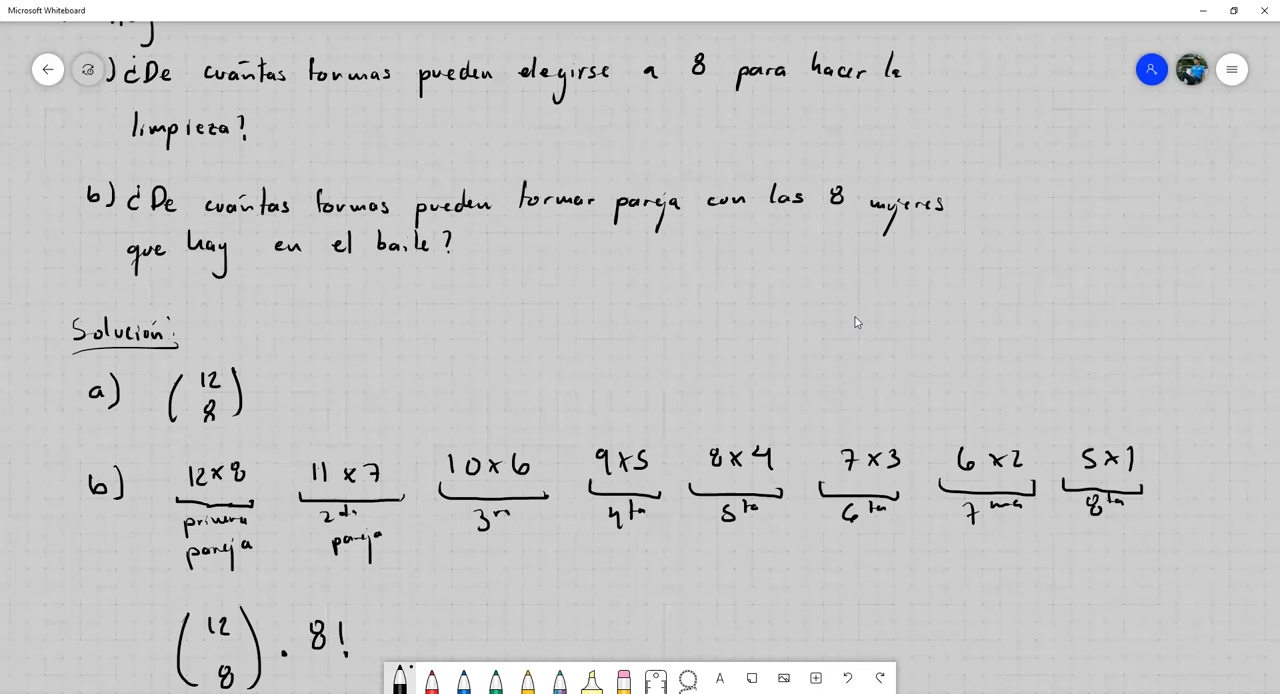 Microsoft Whiteboard
) ¿De cuántas formas pueden elegirse a 8 para hacer la
limpieza?
b) ¿De cuántas formas pueden formar pareja con las 8 mujeres
que hay en el baile?
Solución:
a) (12 8)
b) 12 x 8 11 x 7 10 x 6 9 x 5 8 x 4 7 x 3 6 x 2 5 x 1
primera 2da 3ra 4ta 5ta 6ta 7ma 8ta
pareja pareja
(12 8) . 8!
A